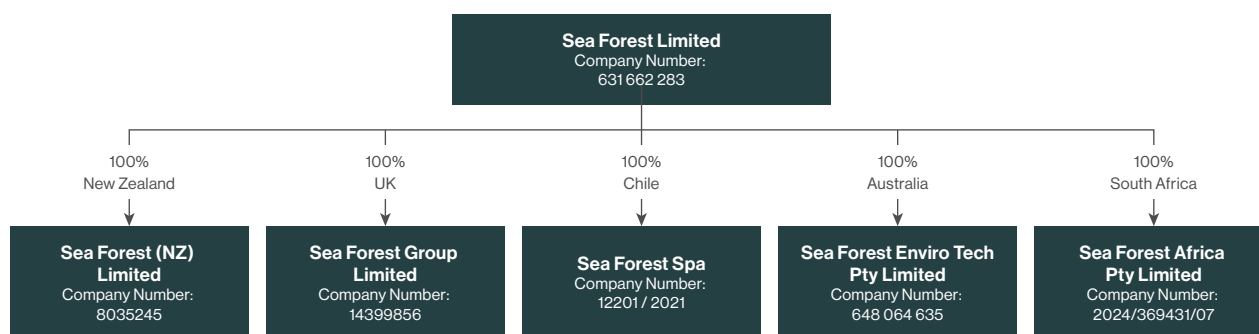 Sea Forest Limited
Company Number:
631 662 283
100%
New Zealand
100%
UK
100%
Chile
100%
Australia
100%
South Africa
Sea Forest (NZ)
Limited
Company Number:
8035245
Sea Forest Group
Limited
Company Number:
14399856
Sea Forest Spa
Company Number:
12201 / 2021
Sea Forest Enviro Tech
Pty Limited
Company Number:
648 064 635
Sea Forest Africa
Pty Limited
Company Number:
2024/369431/07